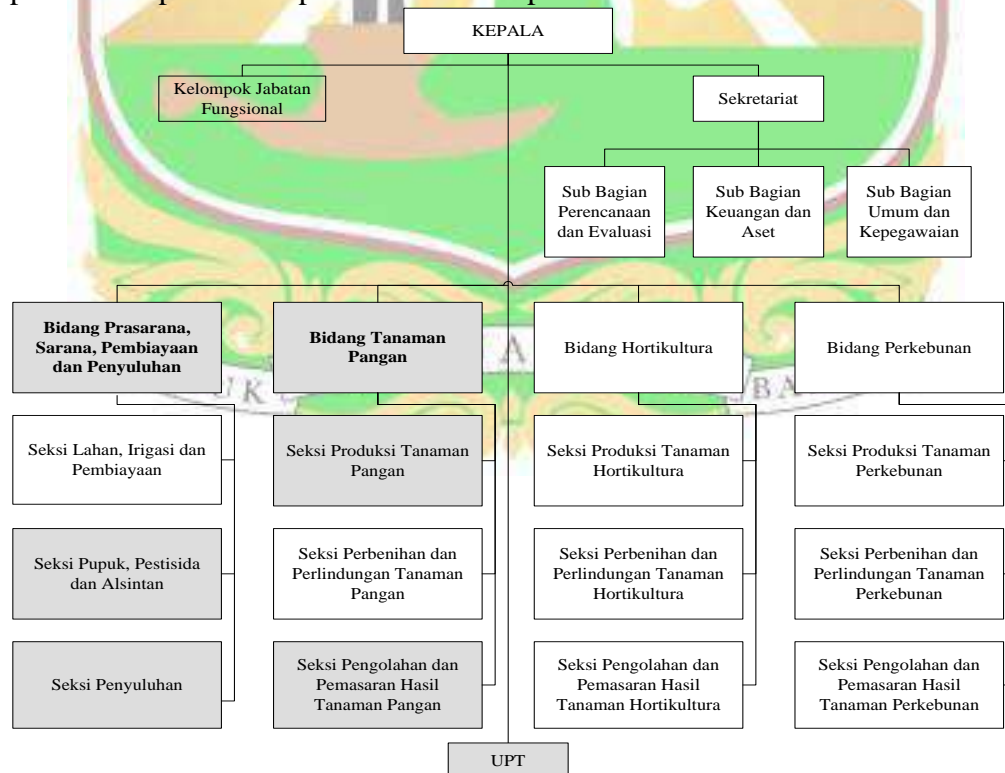 KEPALA
Kelompok Jabatan
Fungsional
Sekretariat
Sub Bagian
Perencanaan
dan Evaluasi
Sub Bagian
Keuangan dan
Aset
Sub Bagian
Umum dan
Kepegawaian
Bidang Prasarana,
Sarana, Pembiayaan
dan Penyuluhan
Bidang Tanaman
Pangan
Bidang Hortikultura
Bidang Perkebunan
Seksi Lahan, Irigasi dan
Pembiayaan
Seksi Produksi Tanaman
Pangan
Seksi Produksi Tanaman
Hortikultura
Seksi Produksi Tanaman
Perkebunan
Seksi Pupuk, Pestisida
dan Alsintan
Seksi Perbenihan dan
Perlindungan Tanaman
Pangan
Seksi Perbenihan dan
Perlindungan Tanaman
Hortikultura
Seksi Perbenihan dan
Perlindungan Tanaman
Perkebunan
Seksi Penyuluhan
Seksi Pengolahan dan
Pemasaran Hasil
Tanaman Pangan
Seksi Pengolahan dan
Pemasaran Hasil
Tanaman Hortikultura
Seksi Pengolahan dan
Pemasaran Hasil
Tanaman Perkebunan
UPT